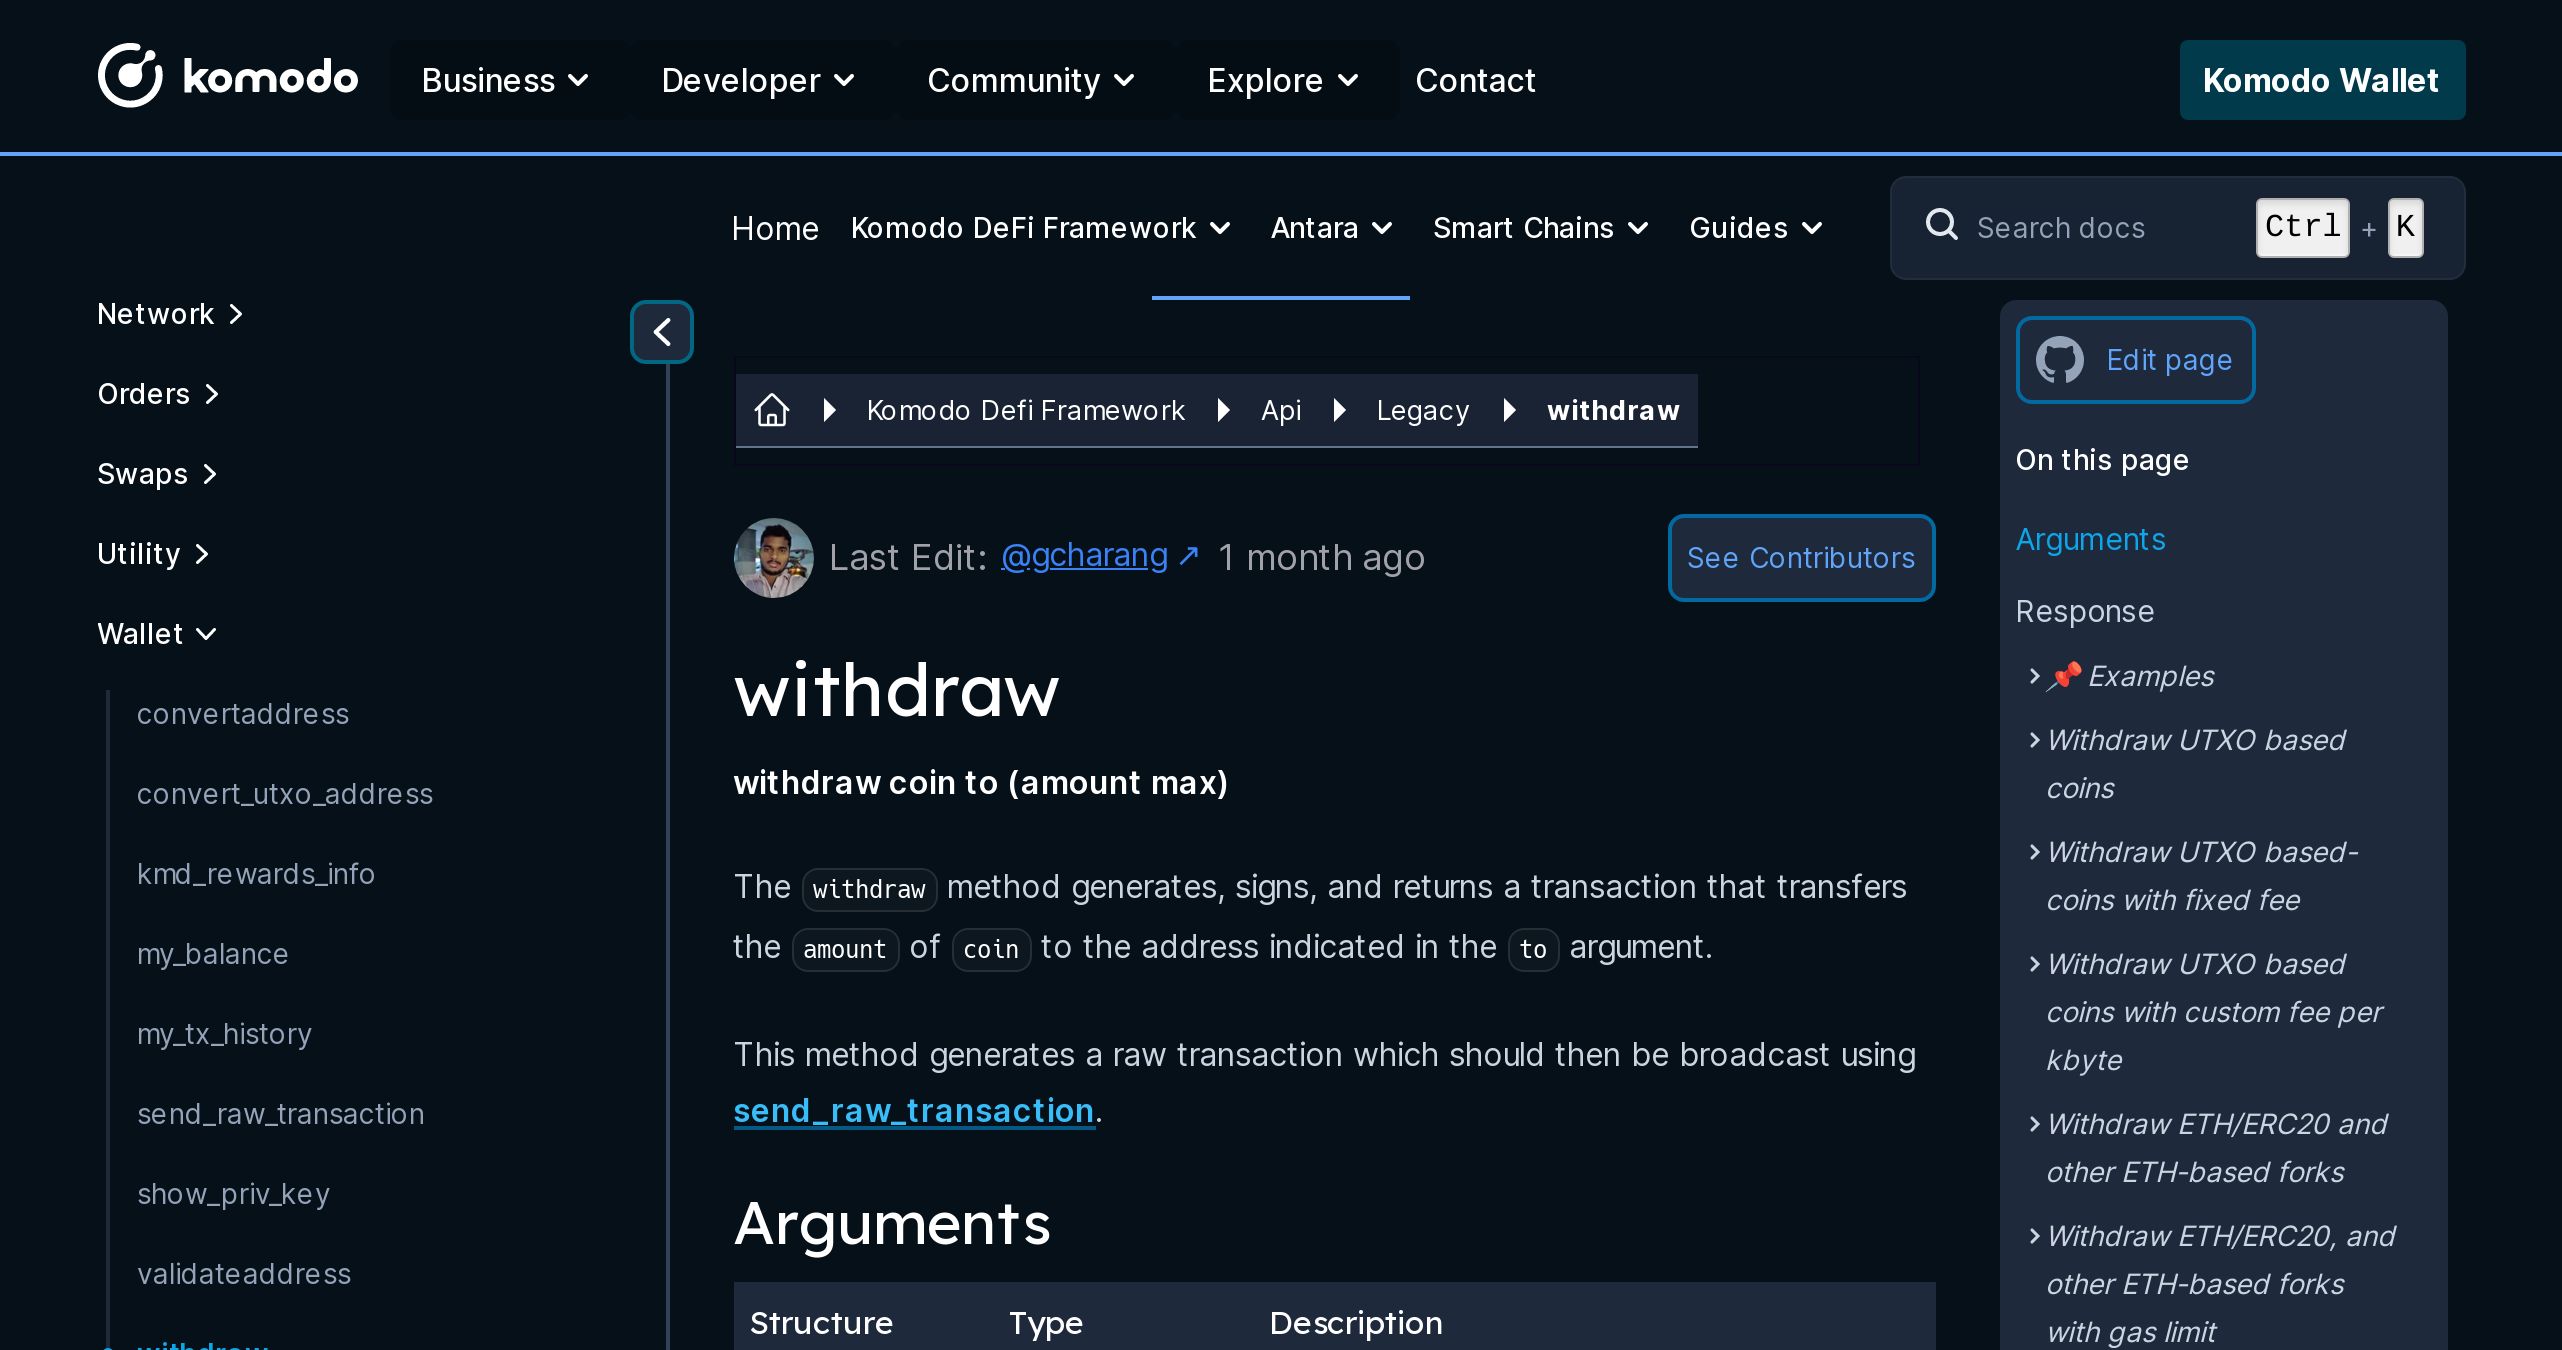 komodo
Business
Developer
Community
Explore
Contact
Komodo Wallet
Home
Komodo DeFi Framework
Antara
Smart Chains
Guides
Search docs
Ctrl + K
Network
Orders
Swaps
Utility
Wallet
convertaddress
convert_utxo_address
kmd_rewards_info
my_balance
my_tx_history
send_raw_transaction
show_priv_key
validateaddress
withdraw
Komodo Defi Framework
Api
Legacy
withdraw
Last Edit: @gcharang ↗ 1 month ago
See Contributors
withdraw
withdraw coin to (amount max)
The withdraw method generates, signs, and returns a transaction that transfers
the amount of coin to the address indicated in the to argument.
This method generates a raw transaction which should then be broadcast using
send_raw_transaction.
Arguments
Structure Type Description
Edit page
On this page
Arguments
Response
📌 Examples
Withdraw UTXO based
coins
Withdraw UTXO based-
coins with fixed fee
Withdraw UTXO based
coins with custom fee per
kbyte
Withdraw ETH/ERC20 and
other ETH-based forks
Withdraw ETH/ERC20, and
other ETH-based forks
with gas limit